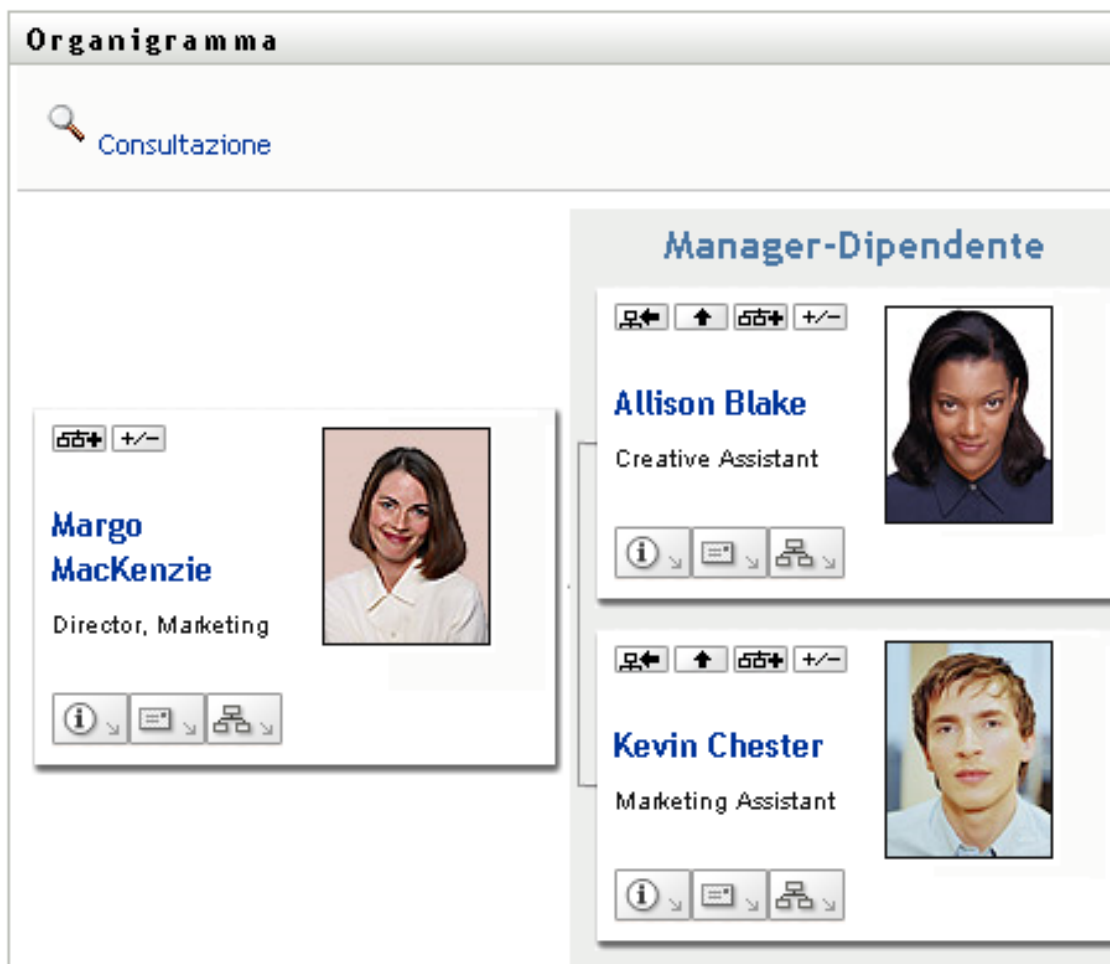 Organigramma
Consultazione
Manager-Dipendente
+/−
Allison Blake
Creative Assistant
+/−
Margo
MacKenzie
Director, Marketing
+/−
Kevin Chester
Marketing Assistant